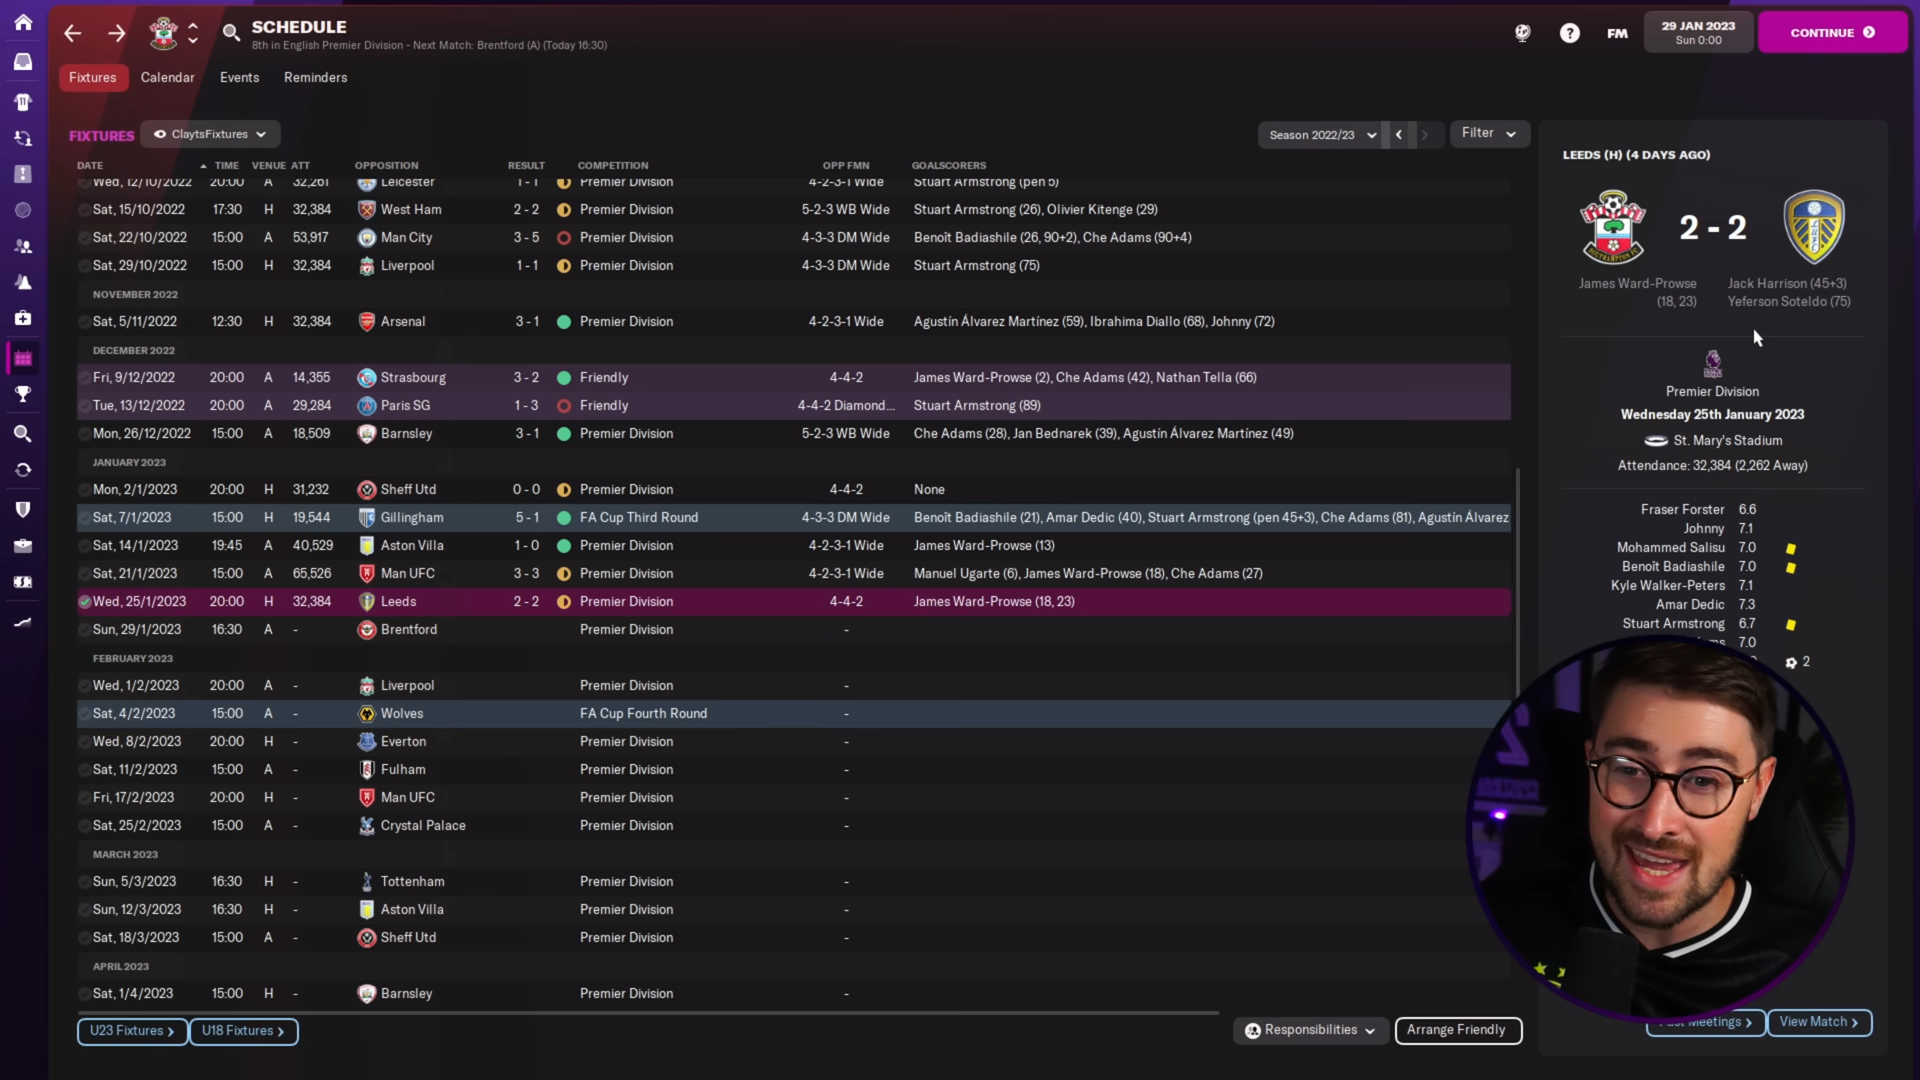 SCHEDULE
8th in English Premier Division - Next Match: Brentford (A) (Today 16:30)
FM
29 JAN 2023
Sun 0:00
CONTINUE
Fixtures Calendar Events Reminders
FIXTURES ClaytsFixtures Season 2022/23 Filter
DATE TIME VENUE ATT OPPOSITION RESULT COMPETITION OPP FMN GOALSCORERS
Wed, 12/10/2022 20:00 A 32,261 Leicester 1 - 1 Premier Division 4-2-3-1 Wide Stuart Armstrong (pen 5)
Sat, 15/10/2022 17:30 H 32,384 West Ham 2 - 2 Premier Division 5-2-3 WB Wide Stuart Armstrong (26), Olivier Kitenge (29)
Sat, 22/10/2022 15:00 A 53,917 Man City 3 - 5 Premier Division 4-3-3 DM Wide Benoît Badiashile (26, 90+2), Che Adams (90+4)
Sat, 29/10/2022 15:00 H 32,384 Liverpool 1 - 1 Premier Division 4-3-3 DM Wide Stuart Armstrong (75)
NOVEMBER 2022
Sat, 5/11/2022 12:30 H 32,384 Arsenal 3 - 1 Premier Division 4-2-3-1 Wide Agustín Álvarez Martínez (59), Ibrahima Diallo (68), Johnny (72)
DECEMBER 2022
Fri, 9/12/2022 20:00 A 14,355 Strasbourg 3 - 2 Friendly 4-4-2 James Ward-Prowse (2), Che Adams (42), Nathan Tella (66)
Tue, 13/12/2022 20:00 A 29,284 Paris SG 1 - 3 Friendly 4-4-2 Diamond... Stuart Armstrong (89)
Mon, 26/12/2022 15:00 A 18,509 Barnsley 3 - 1 Premier Division 5-2-3 WB Wide Che Adams (28), Jan Bednarek (39), Agustín Álvarez Martínez (49)
JANUARY 2023
Mon, 2/1/2023 20:00 H 31,232 Sheff Utd 0 - 0 Premier Division 4-4-2 None
Sat, 7/1/2023 15:00 H 19,544 Gillingham 5 - 1 FA Cup Third Round 4-3-3 DM Wide Benoît Badiashile (21), Amar Dedic (40), Stuart Armstrong (pen 45+3), Che Adams (81), Agustín Álvarez
Sat, 14/1/2023 19:45 A 40,529 Aston Villa 1 - 0 Premier Division 4-2-3-1 Wide James Ward-Prowse (13)
Sat, 21/1/2023 15:00 A 65,526 Man UFC 3 - 3 Premier Division 4-2-3-1 Wide Manuel Ugarte (6), James Ward-Prowse (18), Che Adams (27)
Wed, 25/1/2023 20:00 H 32,384 Leeds 2 - 2 Premier Division 4-4-2 James Ward-Prowse (18, 23)
Sun, 29/1/2023 16:30 A - Brentford Premier Division -
FEBRUARY 2023
Wed, 1/2/2023 20:00 A - Liverpool Premier Division -
Sat, 4/2/2023 15:00 A - Wolves FA Cup Fourth Round -
Wed, 8/2/2023 20:00 H - Everton Premier Division -
Sat, 11/2/2023 15:00 A - Fulham Premier Division -
Fri, 17/2/2023 20:00 H - Man UFC Premier Division -
Sat, 25/2/2023 15:00 A - Crystal Palace Premier Division -
MARCH 2023
Sun, 5/3/2023 16:30 H - Tottenham Premier Division -
Sun, 12/3/2023 16:30 H - Aston Villa Premier Division -
Sat, 18/3/2023 15:00 A - Sheff Utd Premier Division -
APRIL 2023
Sat, 1/4/2023 15:00 H - Barnsley Premier Division -
U23 Fixtures U18 Fixtures Responsibilities Arrange Friendly
LEEDS (H) (4 DAYS AGO)
2 - 2
James Ward-Prowse Jack Harrison (45+3)
(18, 23) Yeferson Soteldo (75)
Premier Division
Wednesday 25th January 2023
St. Mary's Stadium
Attendance: 32,384 (2,262 Away)
Fraser Forster 6.6
Johnny 7.1
Mohammed Salisu 7.0
Benoît Badiashile 7.0
Kyle Walker-Peters 7.1
Amar Dedic 7.3
Stuart Armstrong 6.7
7.0
2
Meetings View Match